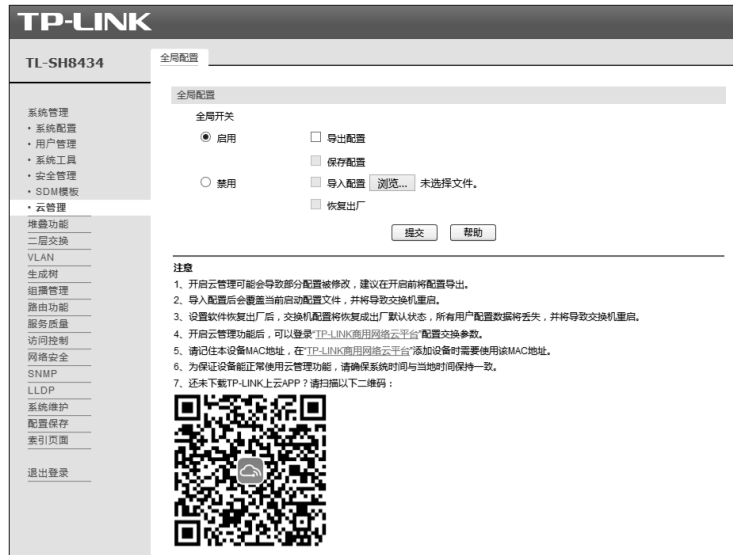 TP-LINK
TL-SH8434
全局配置
系统管理
• 系统配置
• 用户管理
• 系统工具
• 安全管理
• SDM模板
• 云管理
堆叠功能
二层交换
VLAN
生成树
组播管理
路由功能
服务质量
访问控制
网络安全
SNMP
LLDP
系统维护
配置保存
索引页面
退出登录
全局配置
全局开关
启用 导出配置
保存配置
禁用 导入配置 浏览... 未选择文件。
恢复出厂
提交 帮助
注意
1、开启云管理可能会导致部分配置被修改，建议在开启前将配置导出。
2、导入配置后会覆盖当前启动配置文件，并将导致交换机重启。
3、设置软件恢复出厂后，交换机配置将恢复成出厂默认状态，所有用户配置数据将丢失，并将导致交换机重启。
4、开启云管理功能后，可以登录“TP-LINK商用网络云平台”配置交换参数。
5、请记住本设备MAC地址，在“TP-LINK商用网络云平台”添加设备时需要使用该MAC地址。
6、为保证设备能正常使用云管理功能，请确保系统时间与当地时间保持一致。
7、还未下载TP-LINK上云APP？请扫描以下二维码：